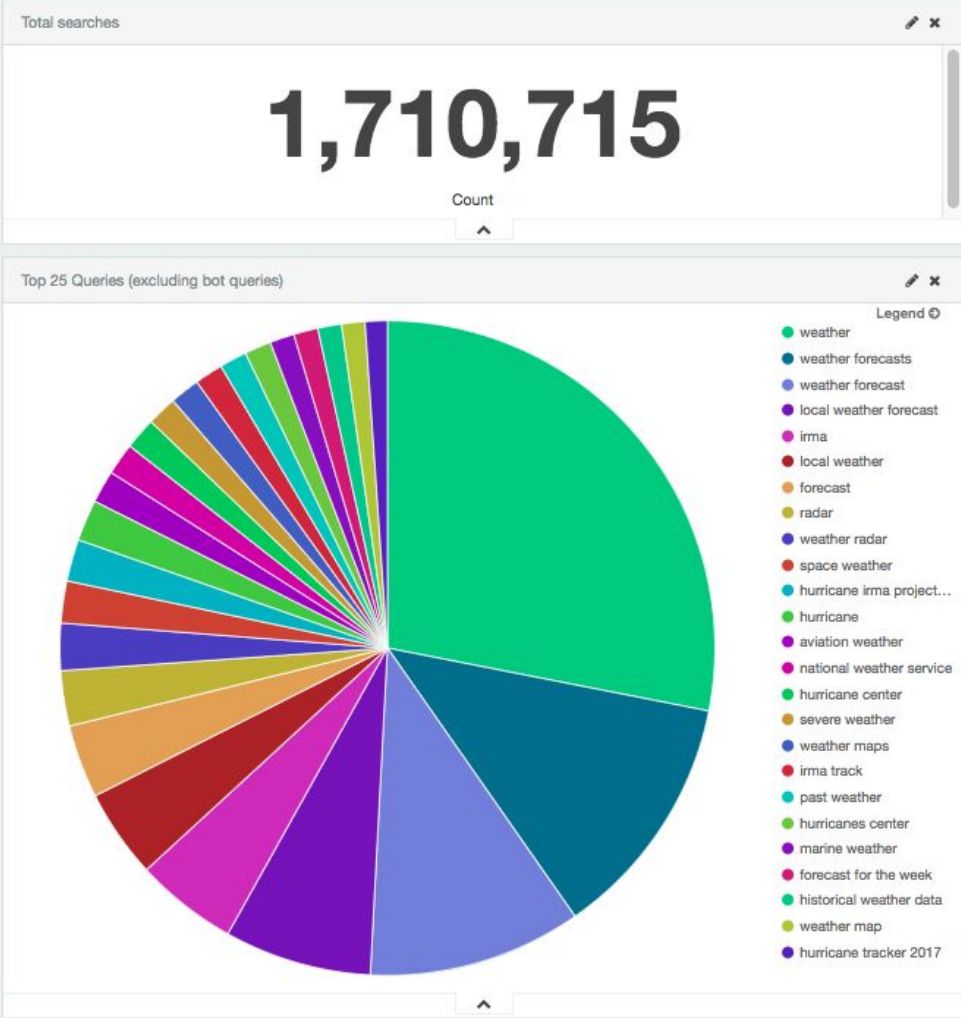 Total searches
1,710,715
Count
Top 25 Queries (excluding bot queries)
Legend
weather
weather forecasts
weather forecast
local weather forecast
irma
local weather
forecast
radar
weather radar
space weather
hurricane irma project...
hurricane
aviation weather
national weather service
hurricane center
severe weather
weather maps
irma track
past weather
hurricanes center
marine weather
forecast for the week
historical weather data
weather map
hurricane tracker 2017